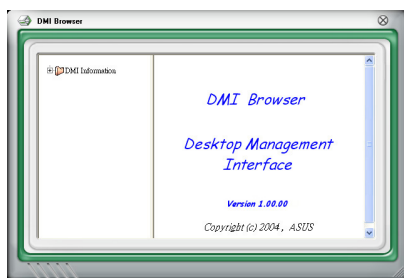 DMI Browser
DMI Information
DMI Browser
Desktop Management
Interface
Version 1.00.00
Copyright (c) 2004, ASUS